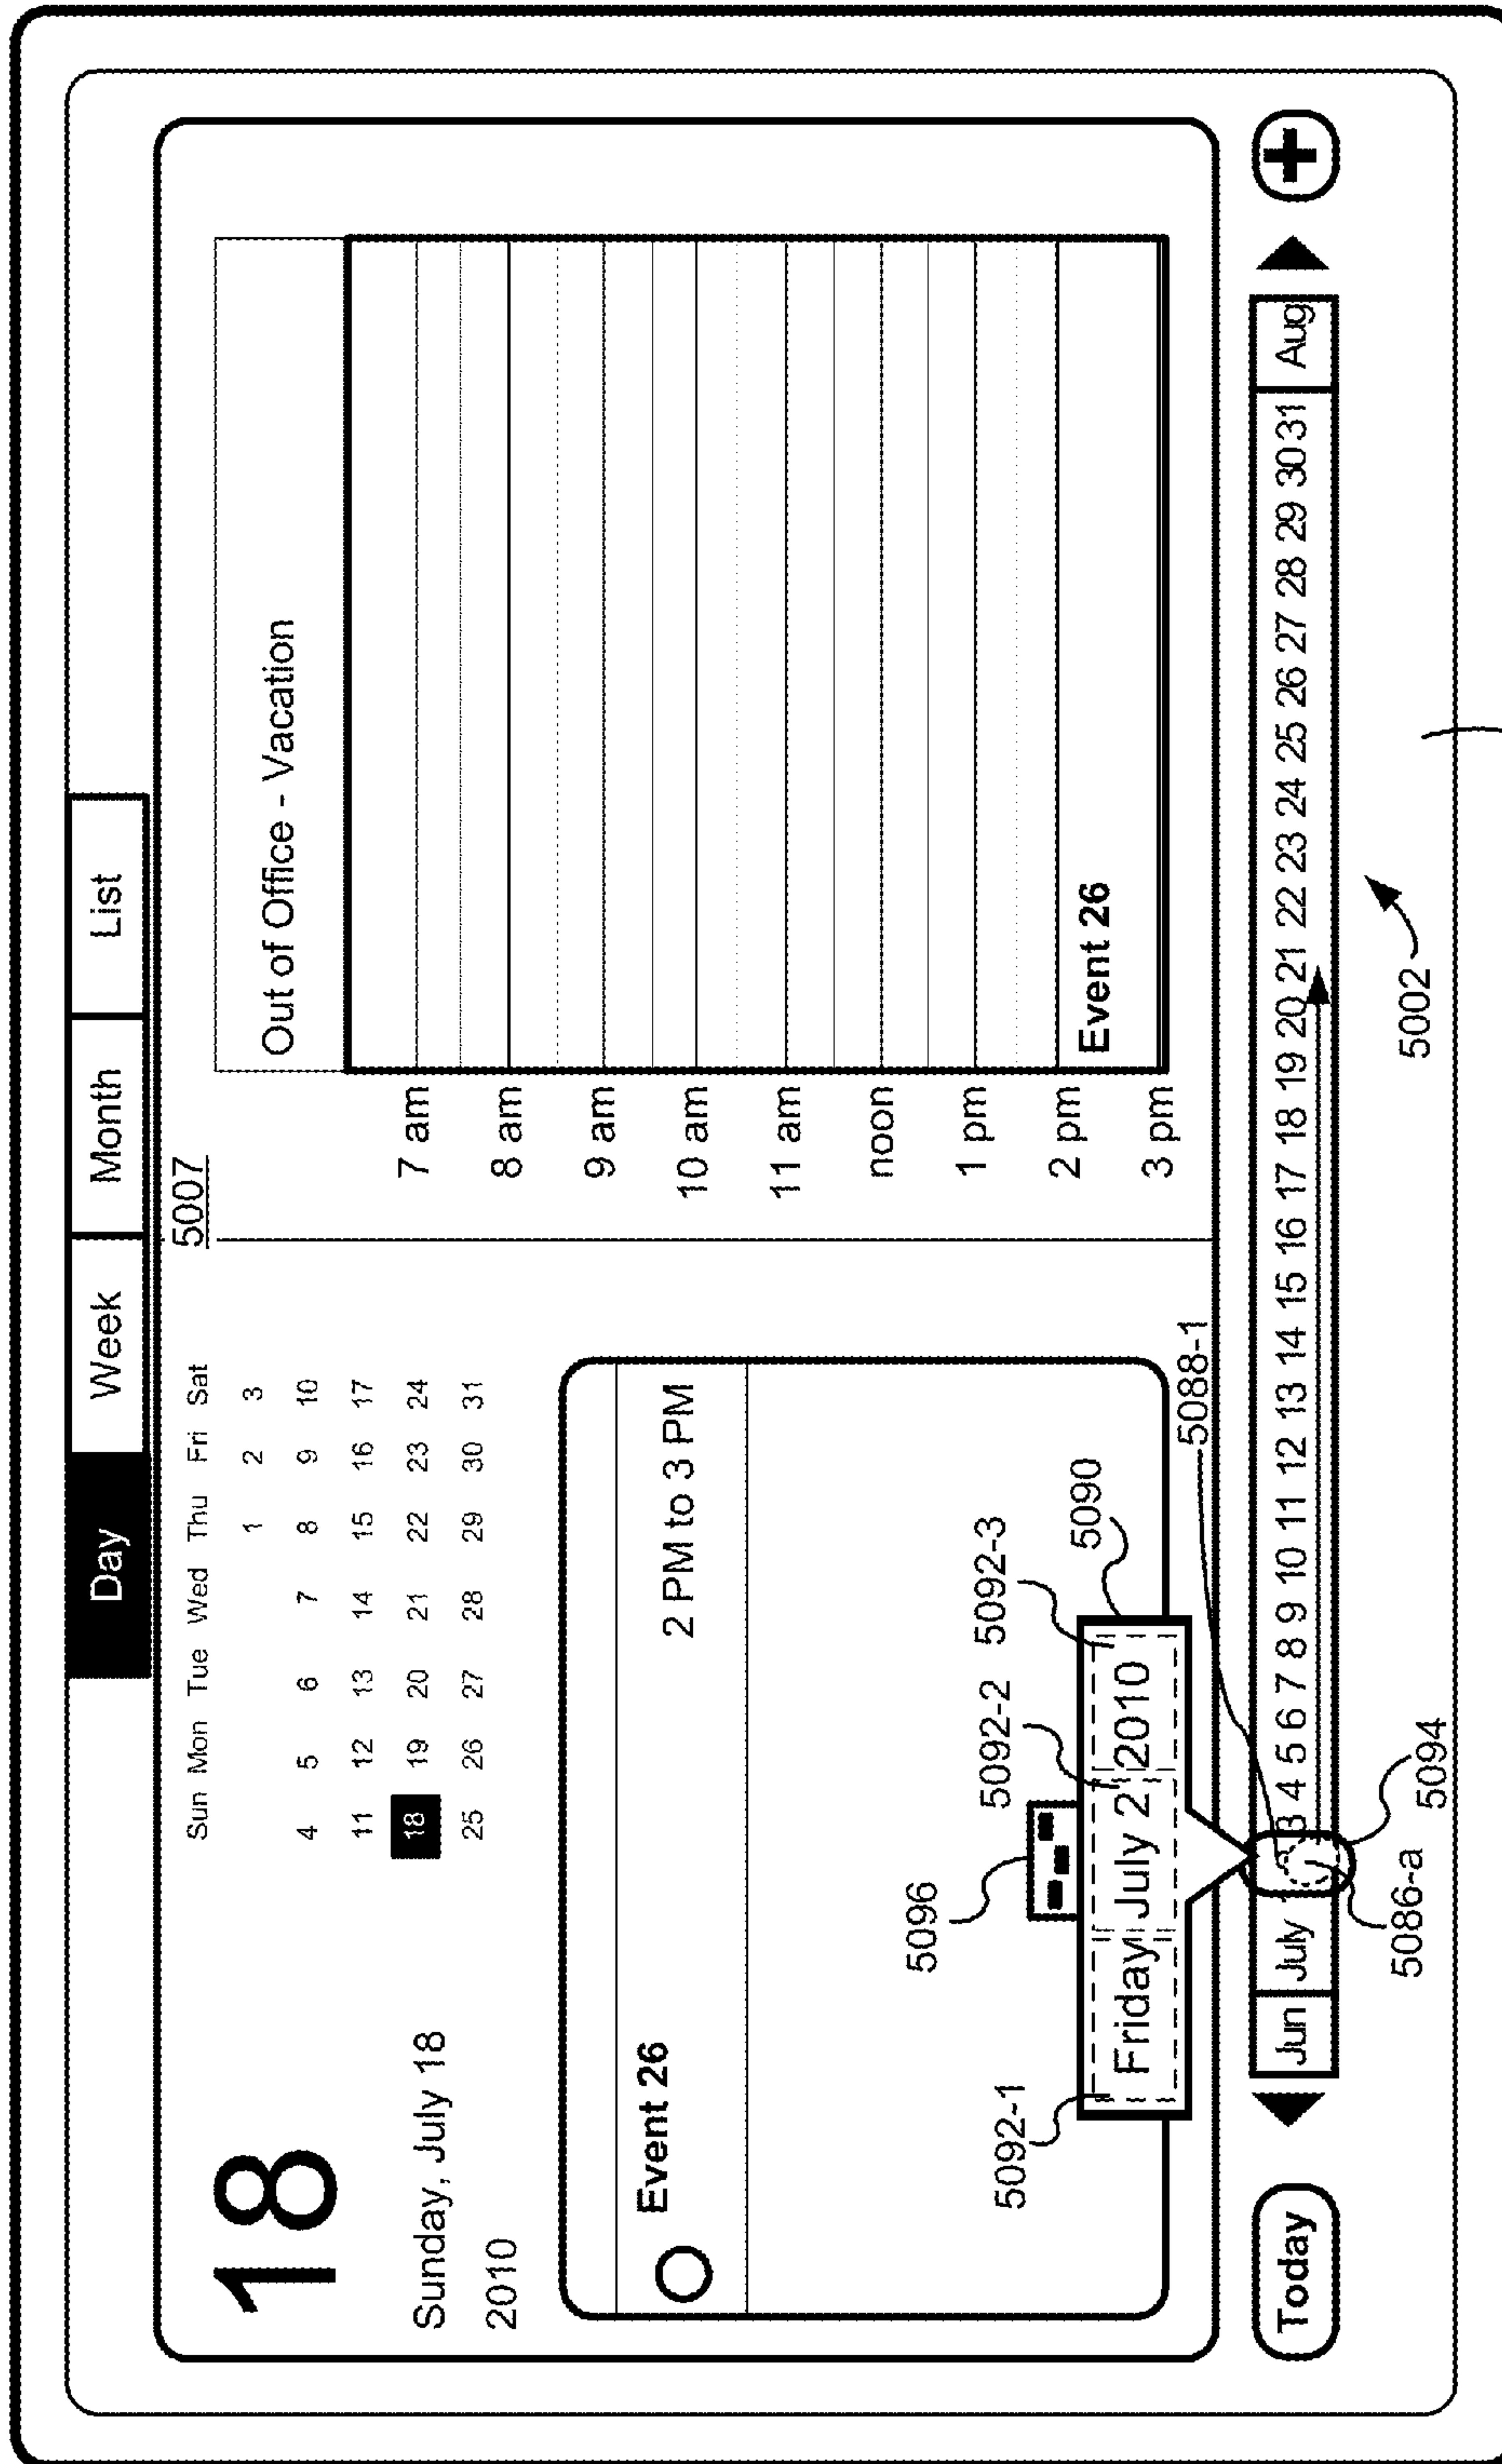 Day Week Month List
5007
18
Sunday, July 18
2010
Sun Mon Tue Wed Thu Fri Sat
1 2 3
4 5 6 7 8 9 10
11 12 13 14 15 16 17
18 19 20 21 22 23 24
25 26 27 28 29 30 31
Event 26
2 PM to 3 PM
Out of Office - Vacation
7 am
8 am
9 am
10 am
11 am
noon
1 pm
2 pm
Event 26
3 pm
5096
5092-1
5092-2
5092-3
5090
Friday July 2 2010
5088-1
Today
Jun July 3 4 5 6 7 8 9 10 11 12 13 14 15 16 17 18 19 20 21 22 23 24 25 26 27 28 29 30 31 Aug
+
5086-a
5094
5002